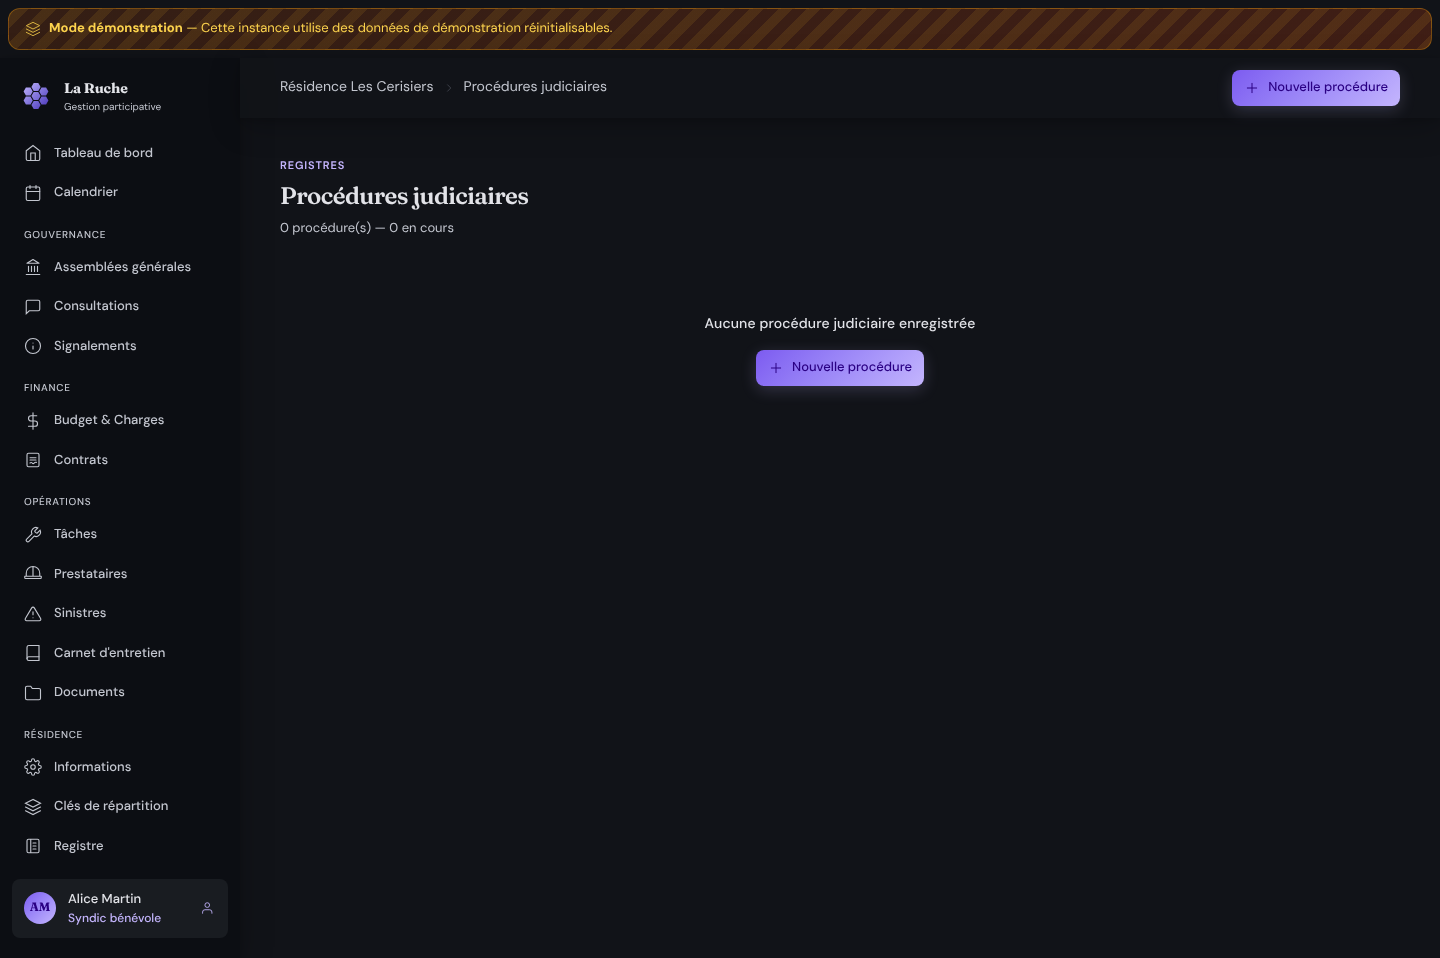 Mode démonstration — Cette instance utilise des données de démonstration réinitialisables.
La Ruche
Gestion participative
Tableau de bord
Calendrier
GOUVERNANCE
Assemblées générales
Consultations
Signalements
FINANCE
Budget & Charges
Contrats
OPÉRATIONS
Tâches
Prestataires
Sinistres
Carnet d'entretien
Documents
RÉSIDENCE
Informations
Clés de répartition
Registre
AM
Alice Martin
Syndic bénévole
Résidence Les Cerisiers > Procédures judiciaires
Nouvelle procédure
REGISTRES
Procédures judiciaires
0 procédure(s) — 0 en cours
Aucune procédure judiciaire enregistrée
Nouvelle procédure